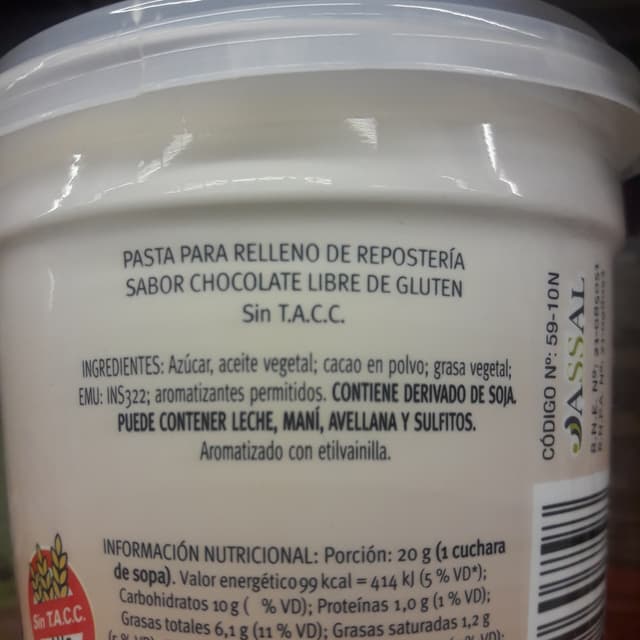 PASTA PARA RELLENO DE REPOSTERÍA
SABOR CHOCOLATE LIBRE DE GLUTEN
Sin T.A.C.C.
INGREDIENTES: Azúcar, aceite vegetal; cacao en polvo; grasa vegetal;
EMU: INS322; aromatizantes permitidos. CONTIENE DERIVADO DE SOJA.
PUEDE CONTENER LECHE, MANÍ, AVELLANA Y SULFITOS.
Aromatizado con etilvainilla.
INFORMACIÓN NUTRICIONAL: Porción: 20 g (1 cuchara
de sopa). Valor energético 99 kcal = 414 kJ (5 % VD*);
Carbohidratos 10 g ( % VD); Proteínas 1,0 g (1 % VD);
Grasas totales 6,1 g (11 % VD); Grasas saturadas 1,2 g
Sin T.A.C.C.
CÓDIGO Nº: 59-10N
ASSAL